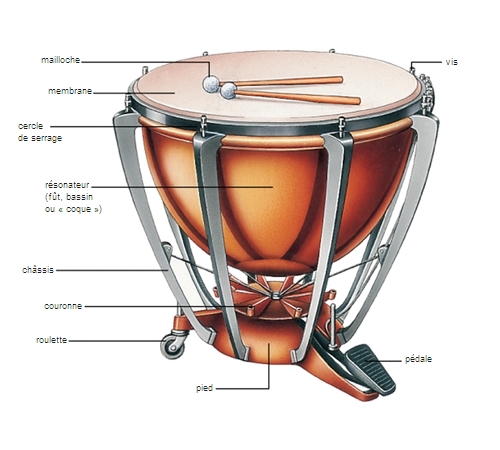 mailloche
vis
membrane
cercle
de serrage
résonateur
(fût, bassin
ou « coque »)
châssis
couronne
roulette
pédale
pied